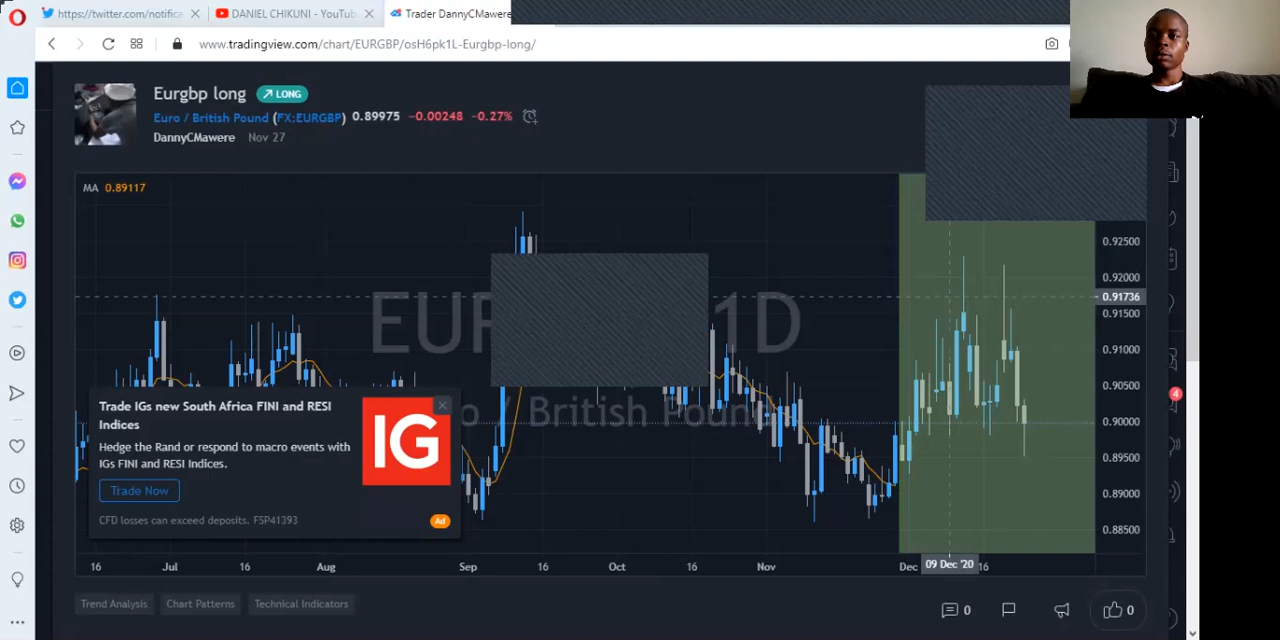 https://twitter.com/notifica
DANIEL CHIKUNI - YouTub
Trader DannyCMawere
www.tradingview.com/chart/EURGBP/osH6pk1L-Eurgbp-long/
Eurgbp long
LONG
Euro / British Pound (FX:EURGBP) 0.89975 −0.00248 −0.27%
DannyCMawere Nov 27
MA 0.89117
0.92500
0.92000
0.91736
0.91500
0.91000
0.90500
0.90000
0.89500
0.89000
0.88500
1D
/ British Pound
Trade IGs new South Africa FINI and RESI
Indices
Hedge the Rand or respond to macro events with
IGs FINI and RESI Indices.
Trade Now
CFD losses can exceed deposits. FSP41393
Ad
IG
4
16 Jul 16 Aug Sep 16 Oct 16 Nov Dec 09 Dec '20 16
Trend Analysis Chart Patterns Technical Indicators
0 0